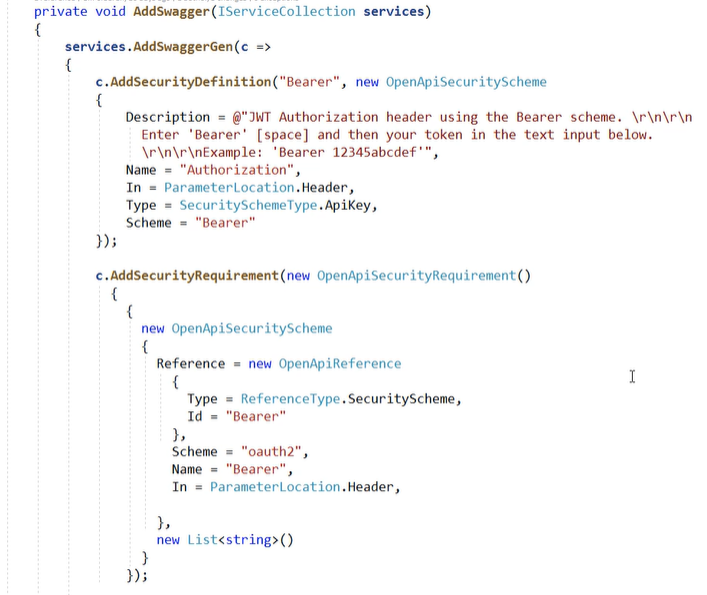 private void AddSwagger(IServiceCollection services)
{
services.AddSwaggerGen(c =>
{
c.AddSecurityDefinition("Bearer", new OpenApiSecurityScheme
{
Description = @"JWT Authorization header using the Bearer scheme. \r\n\r\n
Enter 'Bearer' [space] and then your token in the text input below.
\r\n\r\nExample: 'Bearer 12345abcdef'",
Name = "Authorization",
In = ParameterLocation.Header,
Type = SecuritySchemeType.ApiKey,
Scheme = "Bearer"
});
c.AddSecurityRequirement(new OpenApiSecurityRequirement()
{
{
new OpenApiSecurityScheme
{
Reference = new OpenApiReference
{
Type = ReferenceType.SecurityScheme,
Id = "Bearer"
},
Scheme = "oauth2",
Name = "Bearer",
In = ParameterLocation.Header,
},
new List<string>()
}
});